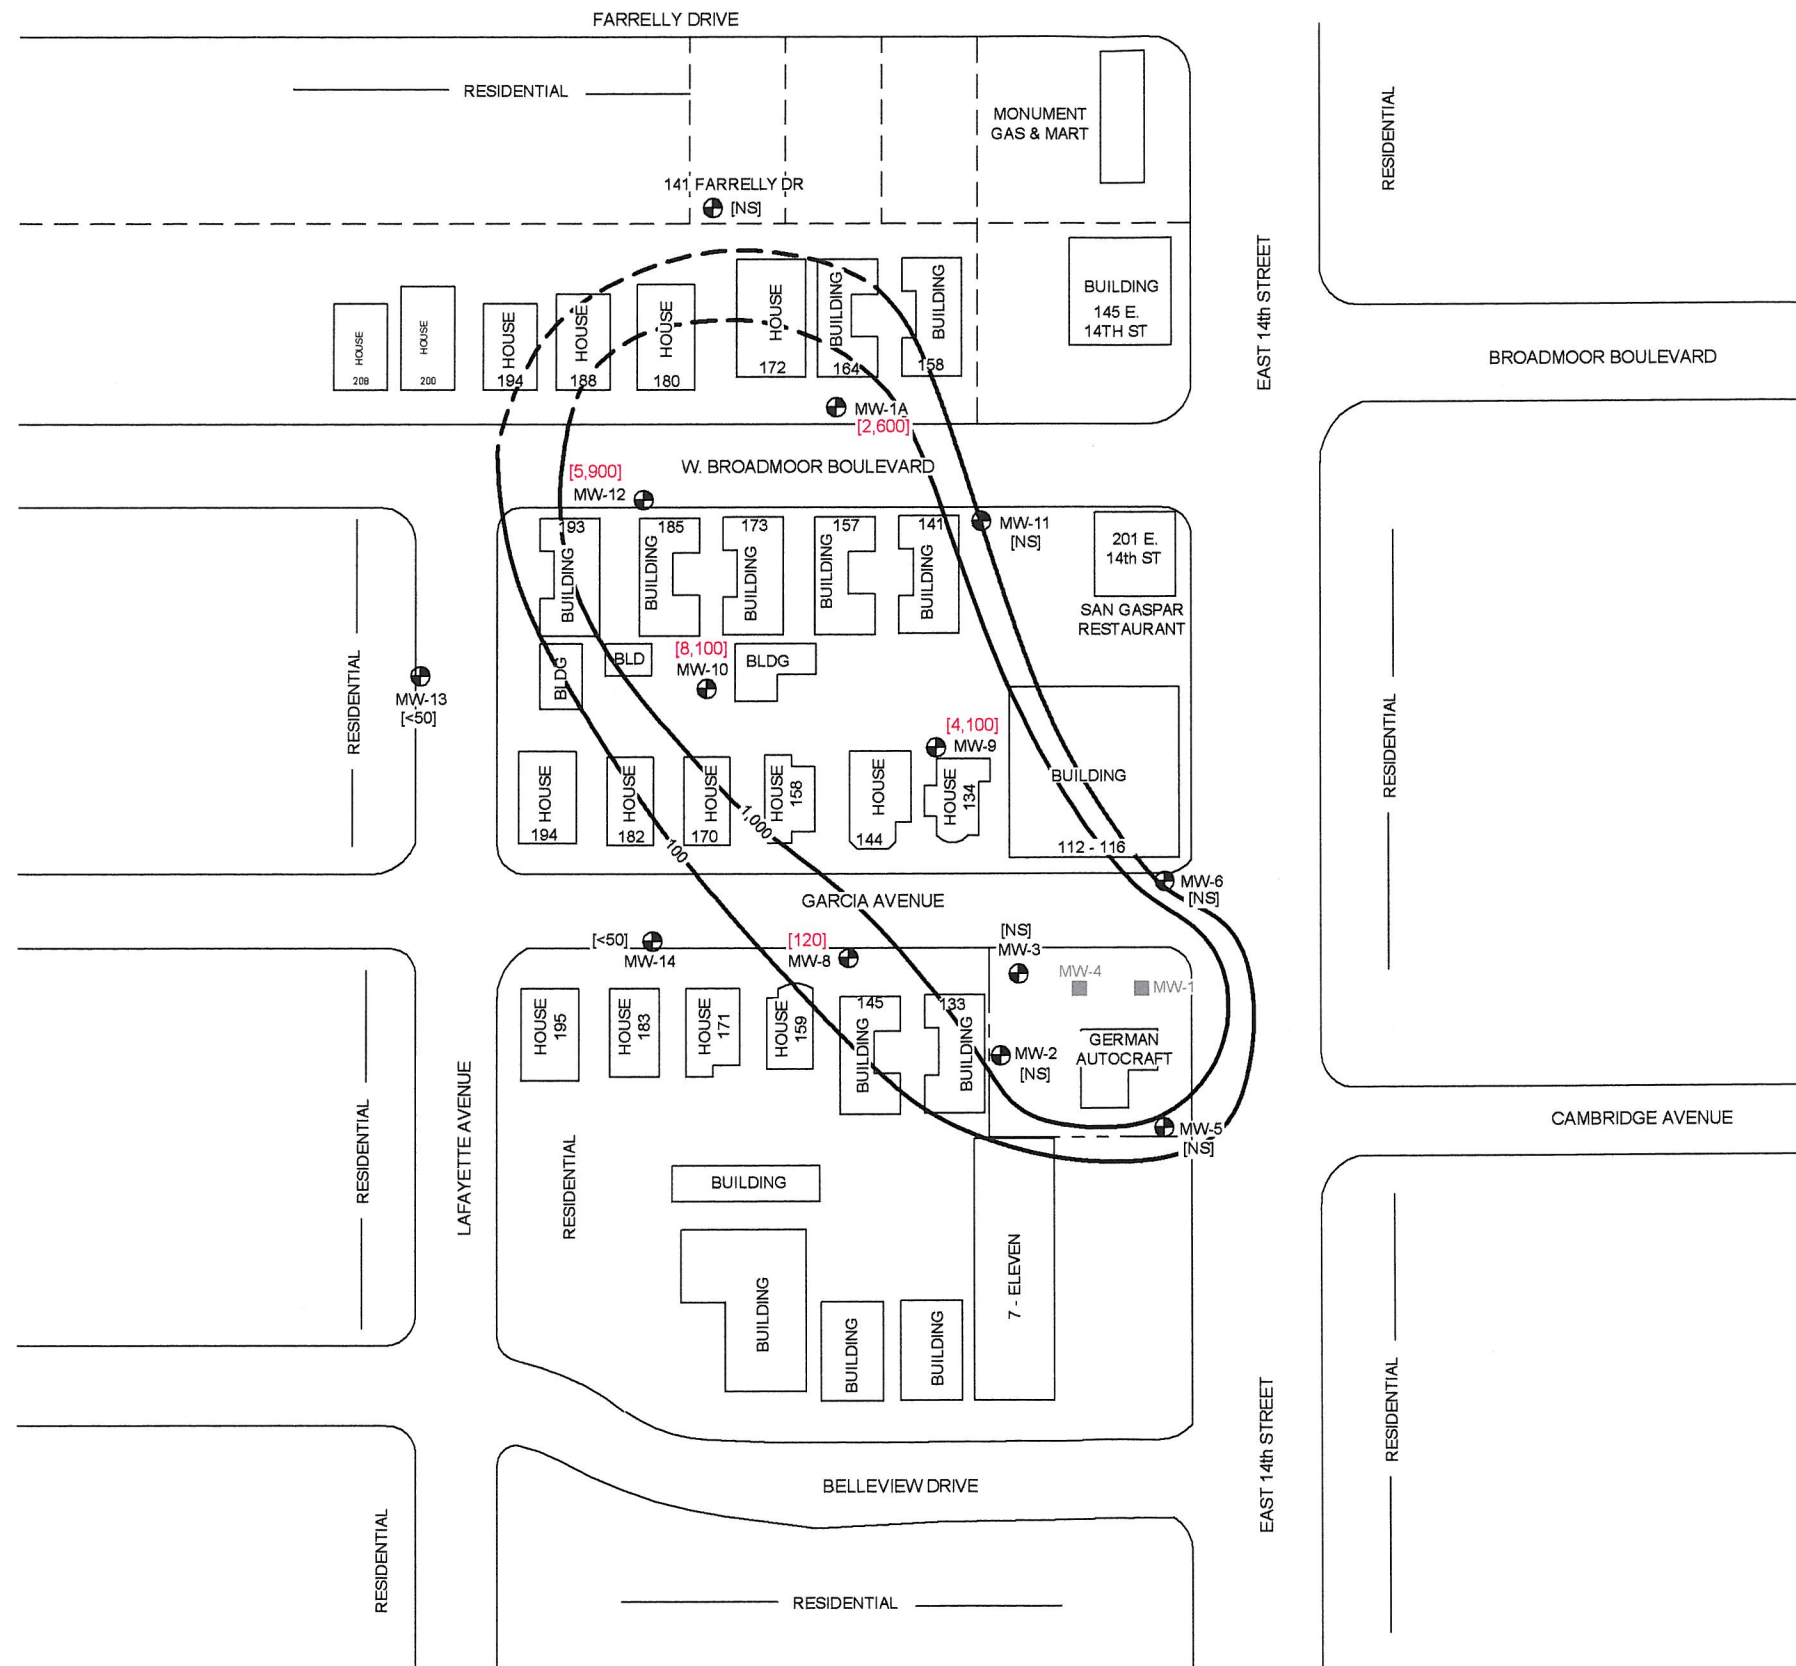 FARRELLY DRIVE
RESIDENTIAL
MONUMENT
GAS & MART
RESIDENTIAL
141 FARRELLY DR
[NS]
EAST 14th STREET
BUILDING
145 E.
14TH ST
BROADMOOR BOULEVARD
HOUSE
208
HOUSE
200
HOUSE
194
HOUSE
188
HOUSE
180
HOUSE
172
BUILDING
164
BUILDING
158
MW-1A
[2,600]
W. BROADMOOR BOULEVARD
[5,900]
MW-12
193
BUILDING
185
BUILDING
173
BUILDING
157
BUILDING
141
BUILDING
MW-11
[NS]
201 E.
14th ST
SAN GASPAR
RESTAURANT
RESIDENTIAL
MW-13
[<50]
BLDG
BLD
[8,100]
MW-10
BLDG
[4,100]
MW-9
BUILDING
112 - 116
RESIDENTIAL
HOUSE
194
HOUSE
182
HOUSE
170
HOUSE
158
HOUSE
144
HOUSE
134
1,000
100
MW-6
[NS]
GARCIA AVENUE
[<50]
MW-14
[120]
MW-8
[NS]
MW-3
MW-4
MW-1
HOUSE
195
HOUSE
183
HOUSE
171
HOUSE
159
145
BUILDING
133
BUILDING
MW-2
[NS]
GERMAN
AUTOCRAFT
MW-5
[NS]
CAMBRIDGE AVENUE
RESIDENTIAL
LAFAYETTE AVENUE
RESIDENTIAL
BUILDING
BUILDING
BUILDING
BUILDING
7 - ELEVEN
EAST 14th STREET
RESIDENTIAL
BELLEVIEW DRIVE
RESIDENTIAL
RESIDENTIAL